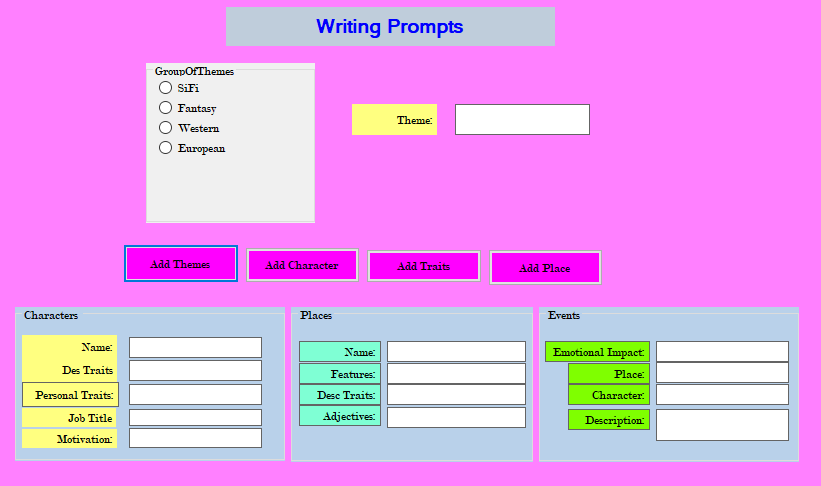 Writing Prompts
GroupOfThemes
SiFi
Fantasy
Western
European
Theme:
Add Themes
Add Character
Add Traits
Add Place
Characters
Name:
Des Traits
Personal Traits:
Job Title
Motivation:
Places
Name:
Features:
Desc Traits:
Adjectives:
Events
Emotional Impact:
Place:
Character:
Description: